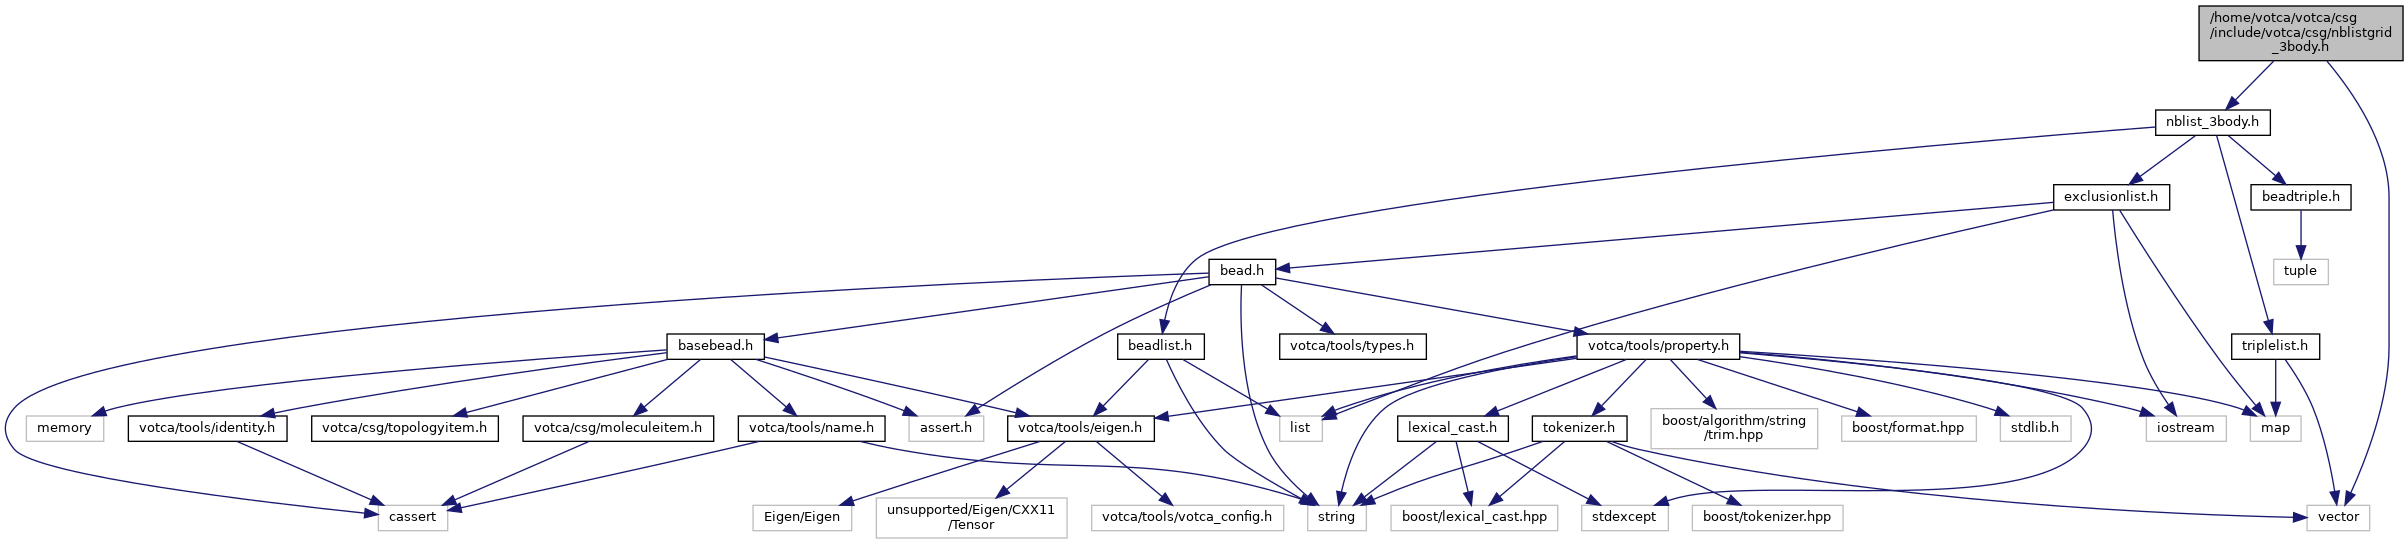 /home/votca/votca/csg
/include/votca/csg/nblistgrid
_3body.h
nblist_3body.h
exclusionlist.h
beadtriple.h
bead.h
tuple
basebead.h
beadlist.h
votca/tools/types.h
votca/tools/property.h
triplelist.h
memory
votca/tools/identity.h
votca/csg/topologyitem.h
votca/csg/moleculeitem.h
votca/tools/name.h
assert.h
votca/tools/eigen.h
list
lexical_cast.h
tokenizer.h
boost/algorithm/string
/trim.hpp
boost/format.hpp
stdlib.h
iostream
map
cassert
Eigen/Eigen
unsupported/Eigen/CXX11
/Tensor
votca/tools/votca_config.h
string
boost/lexical_cast.hpp
stdexcept
boost/tokenizer.hpp
vector